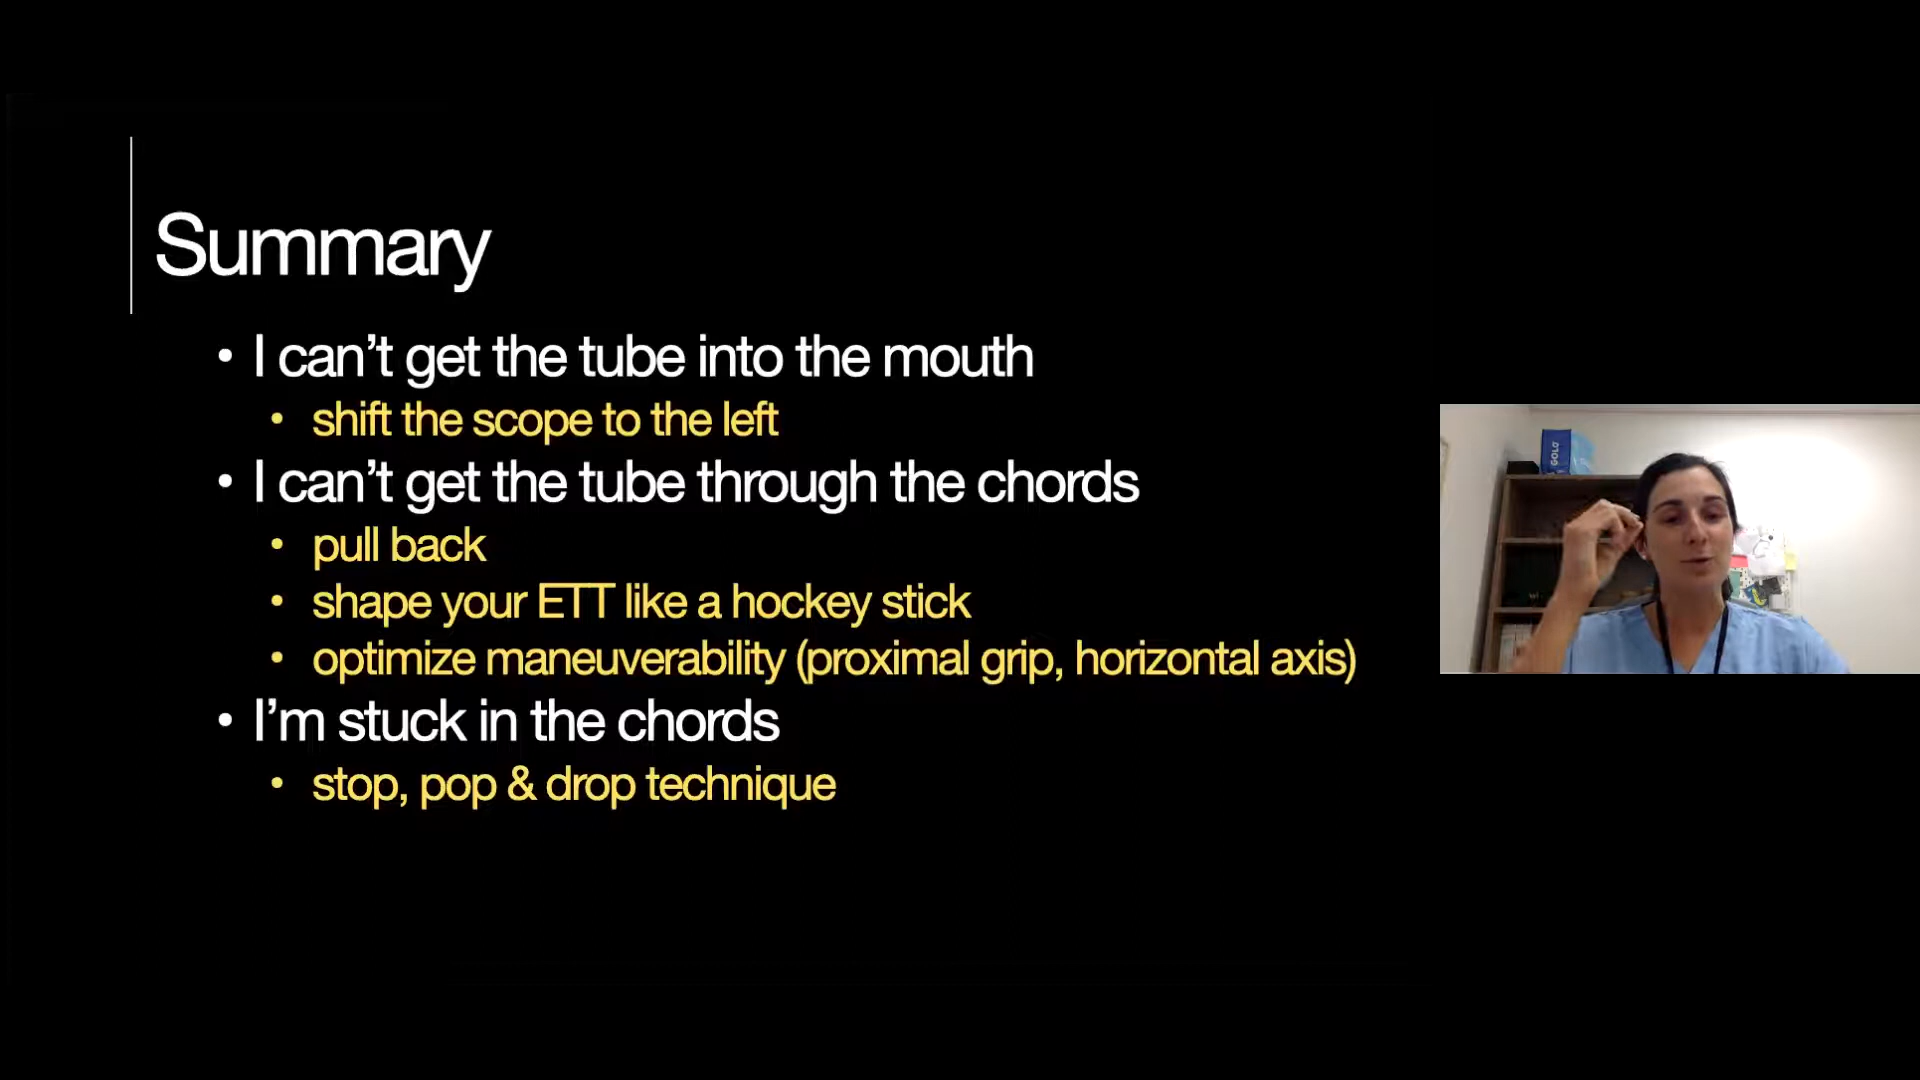 Summary
• I can’t get the tube into the mouth
• shift the scope to the left
• I can’t get the tube through the chords
• pull back
• shape your ETT like a hockey stick
• optimize maneuverability (proximal grip, horizontal axis)
• I’m stuck in the chords
• stop, pop & drop technique
GOLD